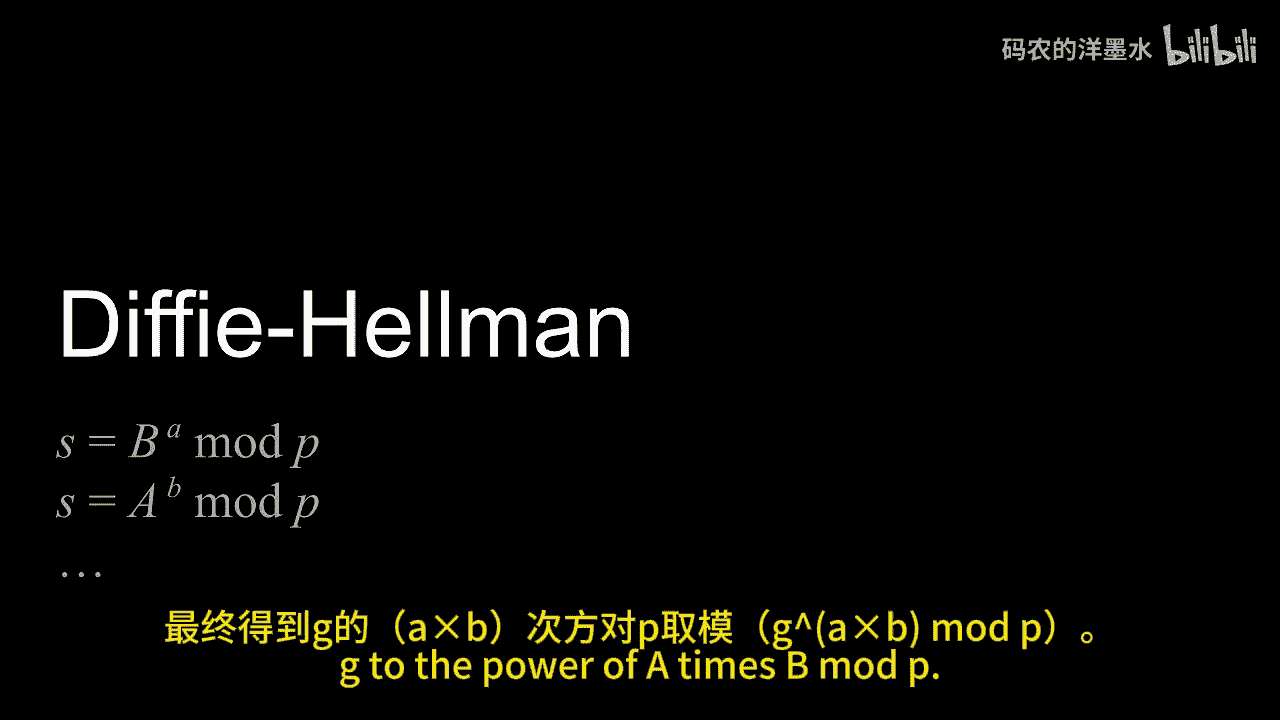 码农的洋墨水 bilibili
Diffie-Hellman
s = B^a mod p
s = A^b mod p
...
最终得到g的（a×b）次方对p取模（g^(a×b) mod p）。
g to the power of A times B mod p.